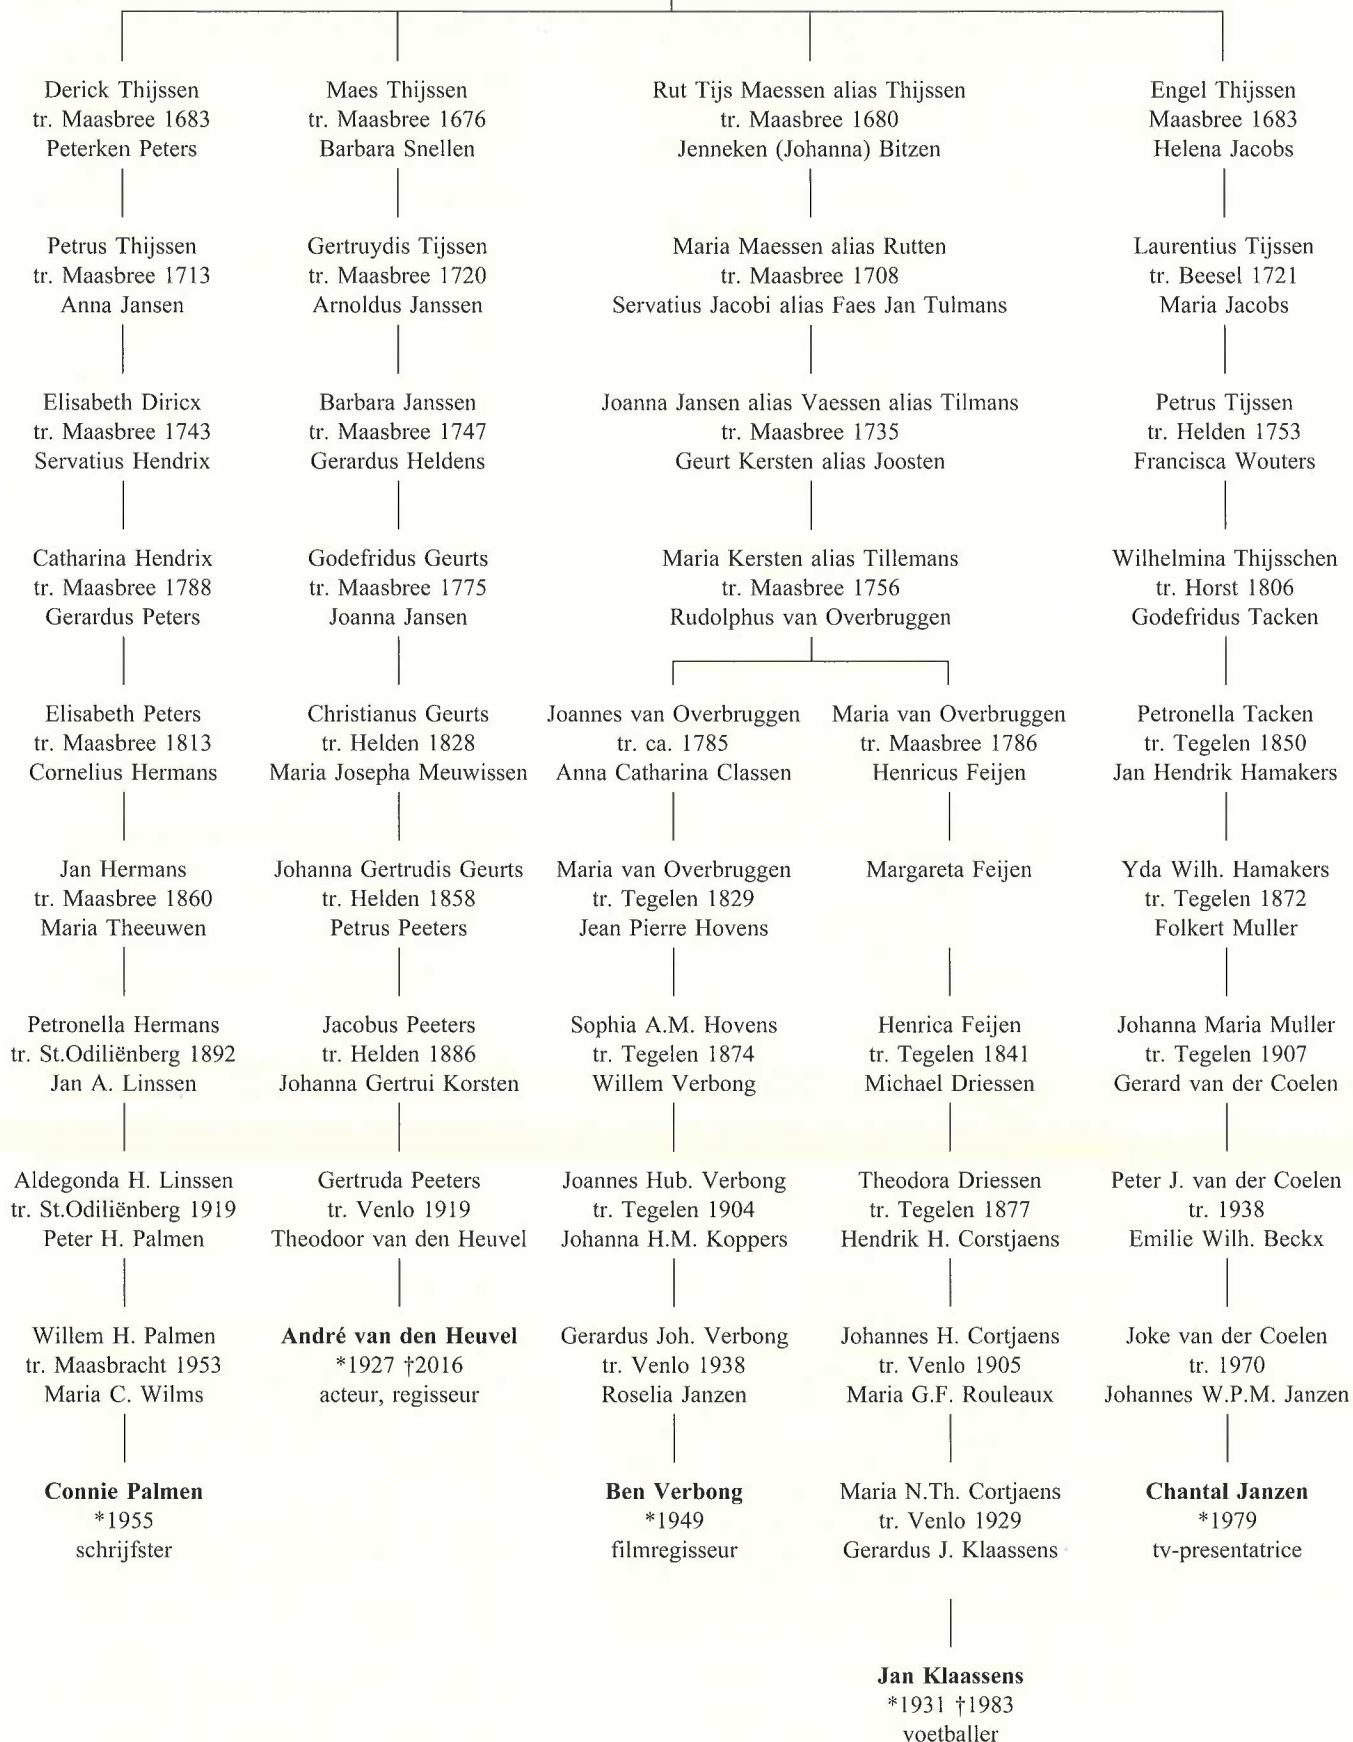 Derick Thijssen
tr. Maasbree 1683
Peterken Peters
Maes Thijssen
tr. Maasbree 1676
Barbara Snellen
Rut Tijs Maessen alias Thijssen
tr. Maasbree 1680
Jenneken (Johanna) Bitzen
Engel Thijssen
Maasbree 1683
Helena Jacobs
Petrus Thijssen
tr. Maasbree 1713
Anna Jansen
Gertruydis Tijssen
tr. Maasbree 1720
Arnoldus Janssen
Maria Maessen alias Rutten
tr. Maasbree 1708
Servatius Jacobi alias Faes Jan Tulmans
Laurentius Tijssen
tr. Beesel 1721
Maria Jacobs
Elisabeth Diricx
tr. Maasbree 1743
Servatius Hendrix
Barbara Janssen
tr. Maasbree 1747
Gerardus Heldens
Joanna Jansen alias Vaessen alias Tilmans
tr. Maasbree 1735
Geurt Kersten alias Joosten
Petrus Tijssen
tr. Helden 1753
Francisca Wouters
Catharina Hendrix
tr. Maasbree 1788
Gerardus Peters
Godefridus Geurts
tr. Maasbree 1775
Joanna Jansen
Maria Kersten alias Tillemans
tr. Maasbree 1756
Rudolphus van Overbruggen
Wilhelmina Thijsschen
tr. Horst 1806
Godefridus Tacken
Elisabeth Peters
tr. Maasbree 1813
Cornelius Hermans
Christianus Geurts
tr. Helden 1828
Maria Josepha Meuwissen
Joannes van Overbruggen
tr. ca. 1785
Anna Catharina Classen
Maria van Overbruggen
tr. Maasbree 1786
Henricus Feijen
Petronella Tacken
tr. Tegelen 1850
Jan Hendrik Hamakers
Jan Hermans
tr. Maasbree 1860
Maria Theeuwen
Johanna Gertrudis Geurts
tr. Helden 1858
Petrus Peeters
Maria van Overbruggen
tr. Tegelen 1829
Jean Pierre Hovens
Margareta Feijen
Yda Wilh. Hamakers
tr. Tegelen 1872
Folkert Muller
Petronella Hermans
tr. St.Odiliënberg 1892
Jan A. Linssen
Jacobus Peeters
tr. Helden 1886
Johanna Gertrui Korsten
Sophia A.M. Hovens
tr. Tegelen 1874
Willem Verbong
Henrica Feijen
tr. Tegelen 1841
Michael Driessen
Johanna Maria Muller
tr. Tegelen 1907
Gerard van der Coelen
Aldegonda H. Linssen
tr. St.Odiliënberg 1919
Peter H. Palmen
Gertruda Peeters
tr. Venlo 1919
Theodoor van den Heuvel
Joannes Hub. Verbong
tr. Tegelen 1904
Johanna H.M. Koppers
Theodora Driessen
tr. Tegelen 1877
Hendrik H. Corstjaens
Peter J. van der Coelen
tr. 1938
Emilie Wilh. Beckx
Willem H. Palmen
tr. Maasbracht 1953
Maria C. Wilms
André van den Heuvel
*1927 †2016
acteur, regisseur
Gerardus Joh. Verbong
tr. Venlo 1938
Roselia Janzen
Johannes H. Cortjaens
tr. Venlo 1905
Maria G.F. Rouleaux
Joke van der Coelen
tr. 1970
Johannes W.P.M. Janzen
Connie Palmen
*1955
schrijfster
Ben Verbong
*1949
filmregisseur
Maria N.Th. Cortjaens
tr. Venlo 1929
Gerardus J. Klaassens
Chantal Janzen
*1979
tv-presentatrice
Jan Klaassens
*1931 †1983
voetballer